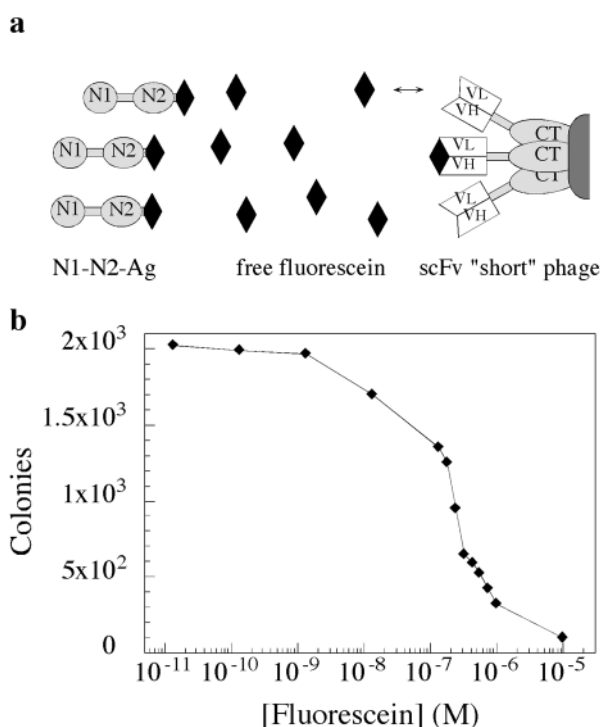 a
N1 N2
VL
VH
N1 N2
CT
VL
VH
CT
CT
N1 N2
VL
VH
N1-N2-Ag free fluorescein scFv "short" phage
b
2x10³
1.5x10³
1x10³
5x10²
0
Colonies
10⁻¹¹ 10⁻¹⁰ 10⁻⁹ 10⁻⁸ 10⁻⁷ 10⁻⁶ 10⁻⁵
[Fluorescein] (M)